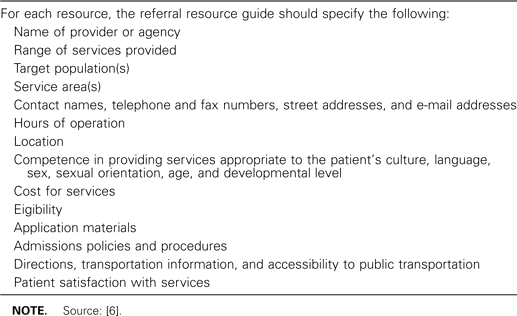 For each resource, the referral resource guide should specify the following:
Name of provider or agency
Range of services provided
Target population(s)
Service area(s)
Contact names, telephone and fax numbers, street addresses, and e-mail addresses
Hours of operation
Location
Competence in providing services appropriate to the patient's culture, language,
sex, sexual orientation, age, and developmental level
Cost for services
Eigibility
Application materials
Admissions policies and procedures
Directions, transportation information, and accessibility to public transportation
Patient satisfaction with services
NOTE. Source: [6].